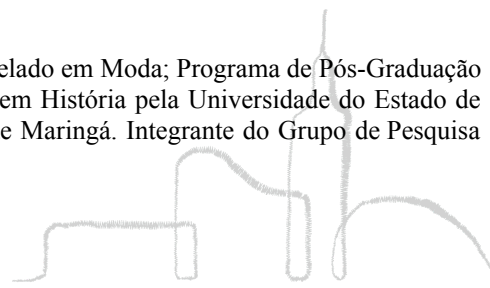 elado em Moda; Programa de Pós-Graduação
em História pela Universidade do Estado de
e Maringá. Integrante do Grupo de Pesquisa